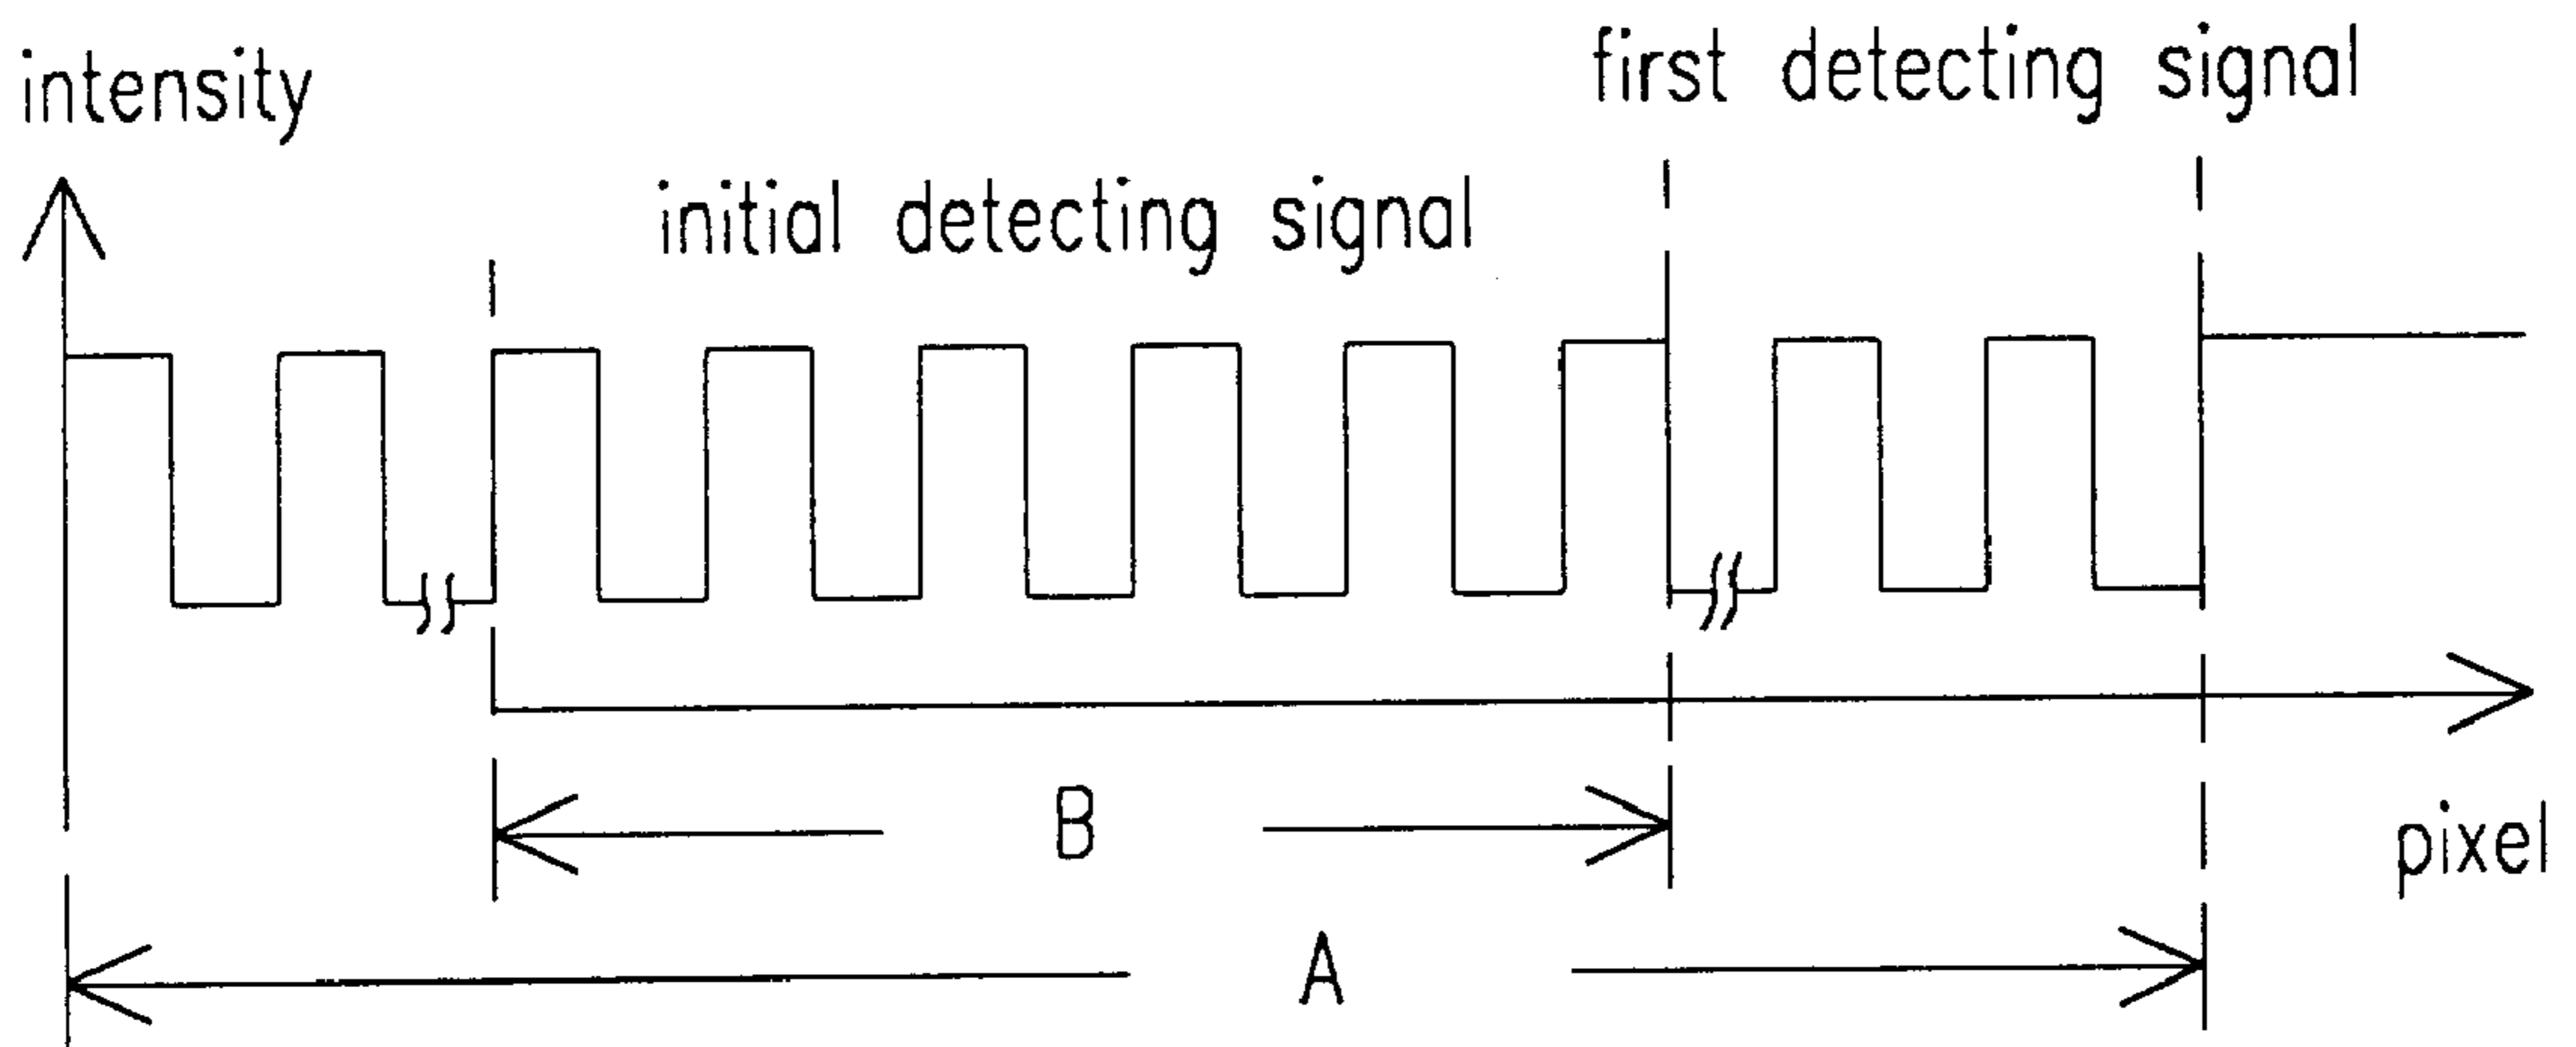 intensity
first detecting signal
initial detecting signal
B
pixel
A